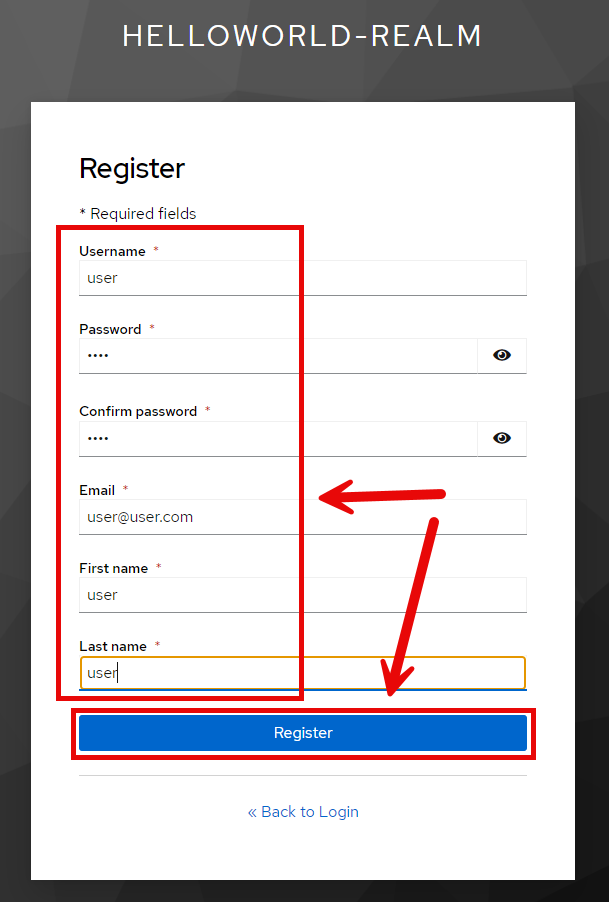 HELLOWORLD-REALM
Register
* Required fields
Username *
user
Password *
••••
Confirm password *
••••
Email *
user@user.com
First name *
user
Last name *
user
Register
« Back to Login